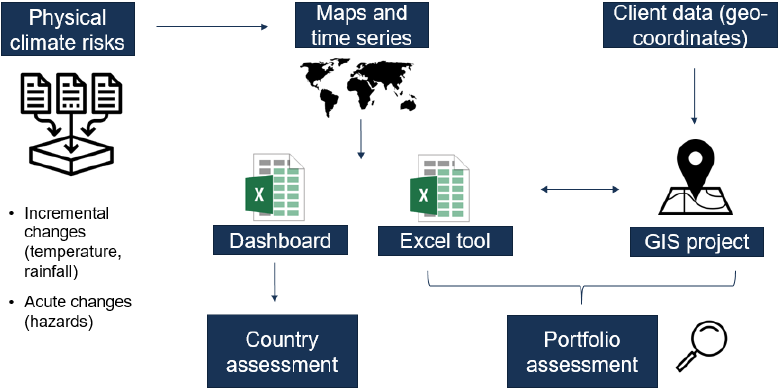 Physical
climate risks
Maps and
time series
Client data (geo-
coordinates)
• Incremental
changes
(temperature,
rainfall)
• Acute changes
(hazards)
X
Dashboard
X
Excel tool
GIS project
Country
assessment
Portfolio
assessment